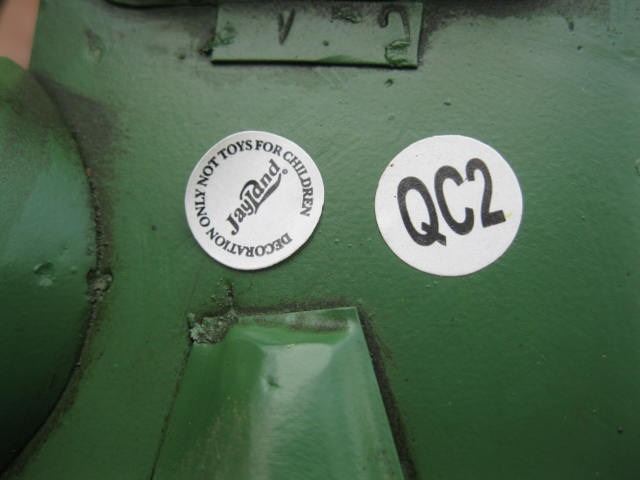 DECORATION ONLY NOT TOYS FOR CHILDREN
Jayland®
QC2